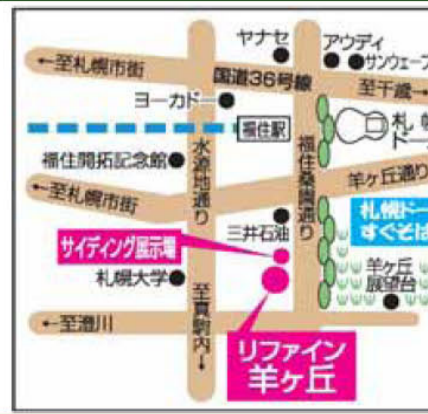 ヤナセ
アウディ
サンウェーブ
←至札幌市街
国道36号線
至千歳→
ヨーカドー
福住駅
札幌
ドー
水源地通り
福住桑園通り
福住開拓記念館
羊ヶ丘通り
←至札幌市街
三井石油
札幌ドー
すぐそば
サイディング展示場
札幌大学
羊ヶ丘
展望台
至真駒内→
←至澄川
リファイン
羊ヶ丘